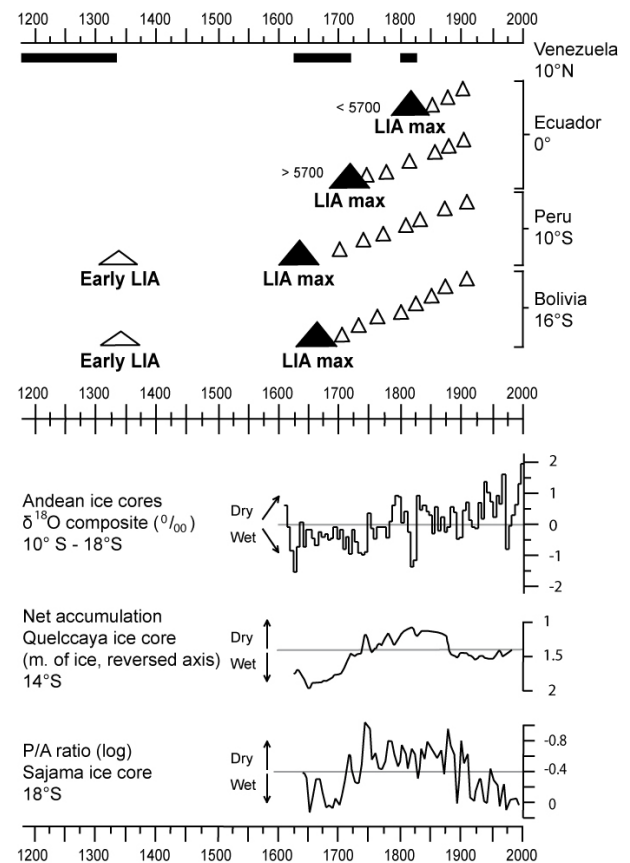 1200 1300 1400 1500 1600 1700 1800 1900 2000
Venezuela
10°N
< 5700
LIA max
Ecuador
0°
> 5700
LIA max
Peru
10°S
Early LIA
LIA max
Bolivia
16°S
Early LIA
LIA max
1200 1300 1400 1500 1600 1700 1800 1900 2000
Andean ice cores
δ18O composite (0/00)
10° S - 18°S
Dry
Wet
2
1
0
-1
-2
Net accumulation
Quelccaya ice core
(m. of ice, reversed axis)
14°S
Dry
Wet
1
1.5
2
P/A ratio (log)
Sajama ice core
18°S
Dry
Wet
-0.8
-0.4
0
1200 1300 1400 1500 1600 1700 1800 1900 2000